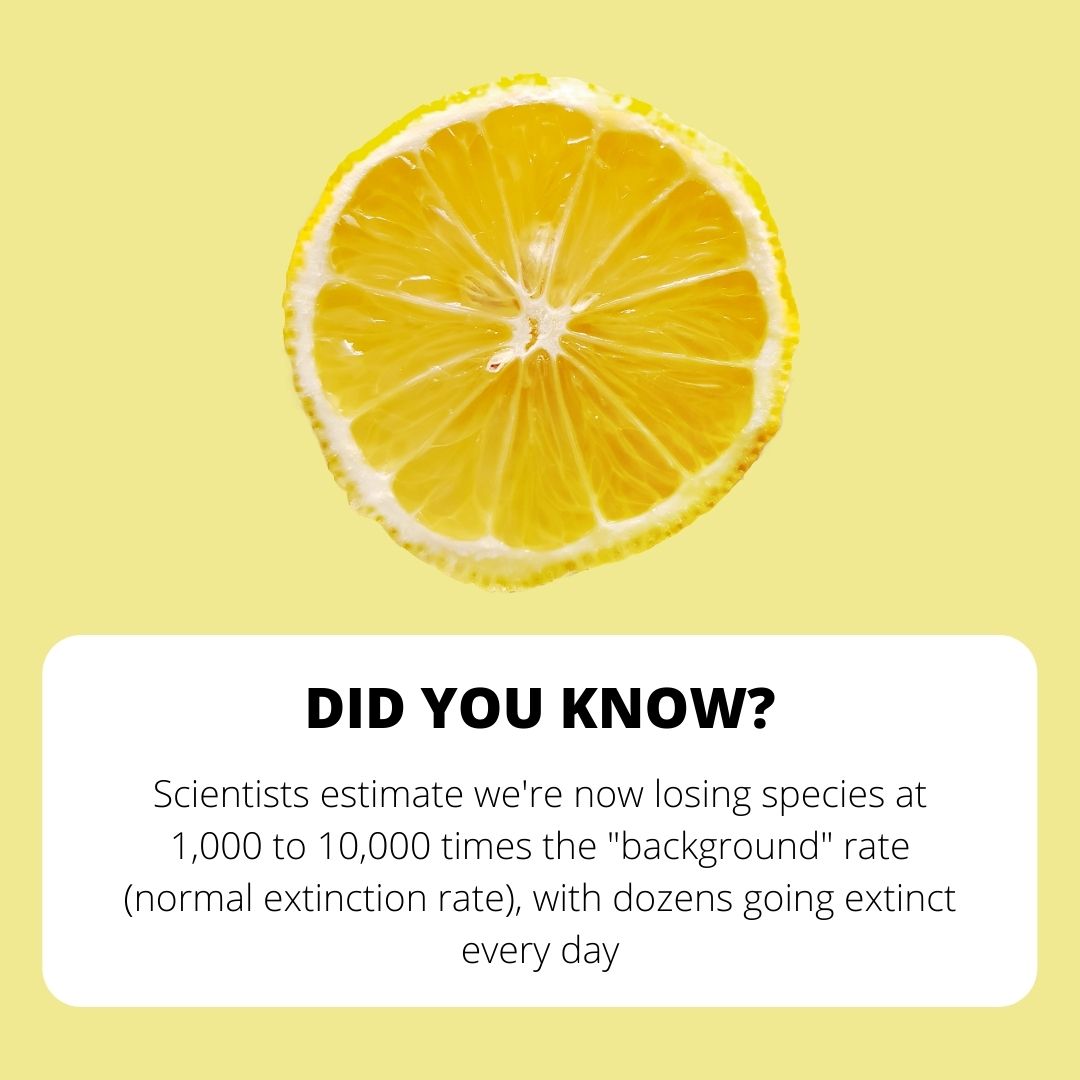 DID YOU KNOW?
Scientists estimate we're now losing species at
1,000 to 10,000 times the "background" rate
(normal extinction rate), with dozens going extinct
every day